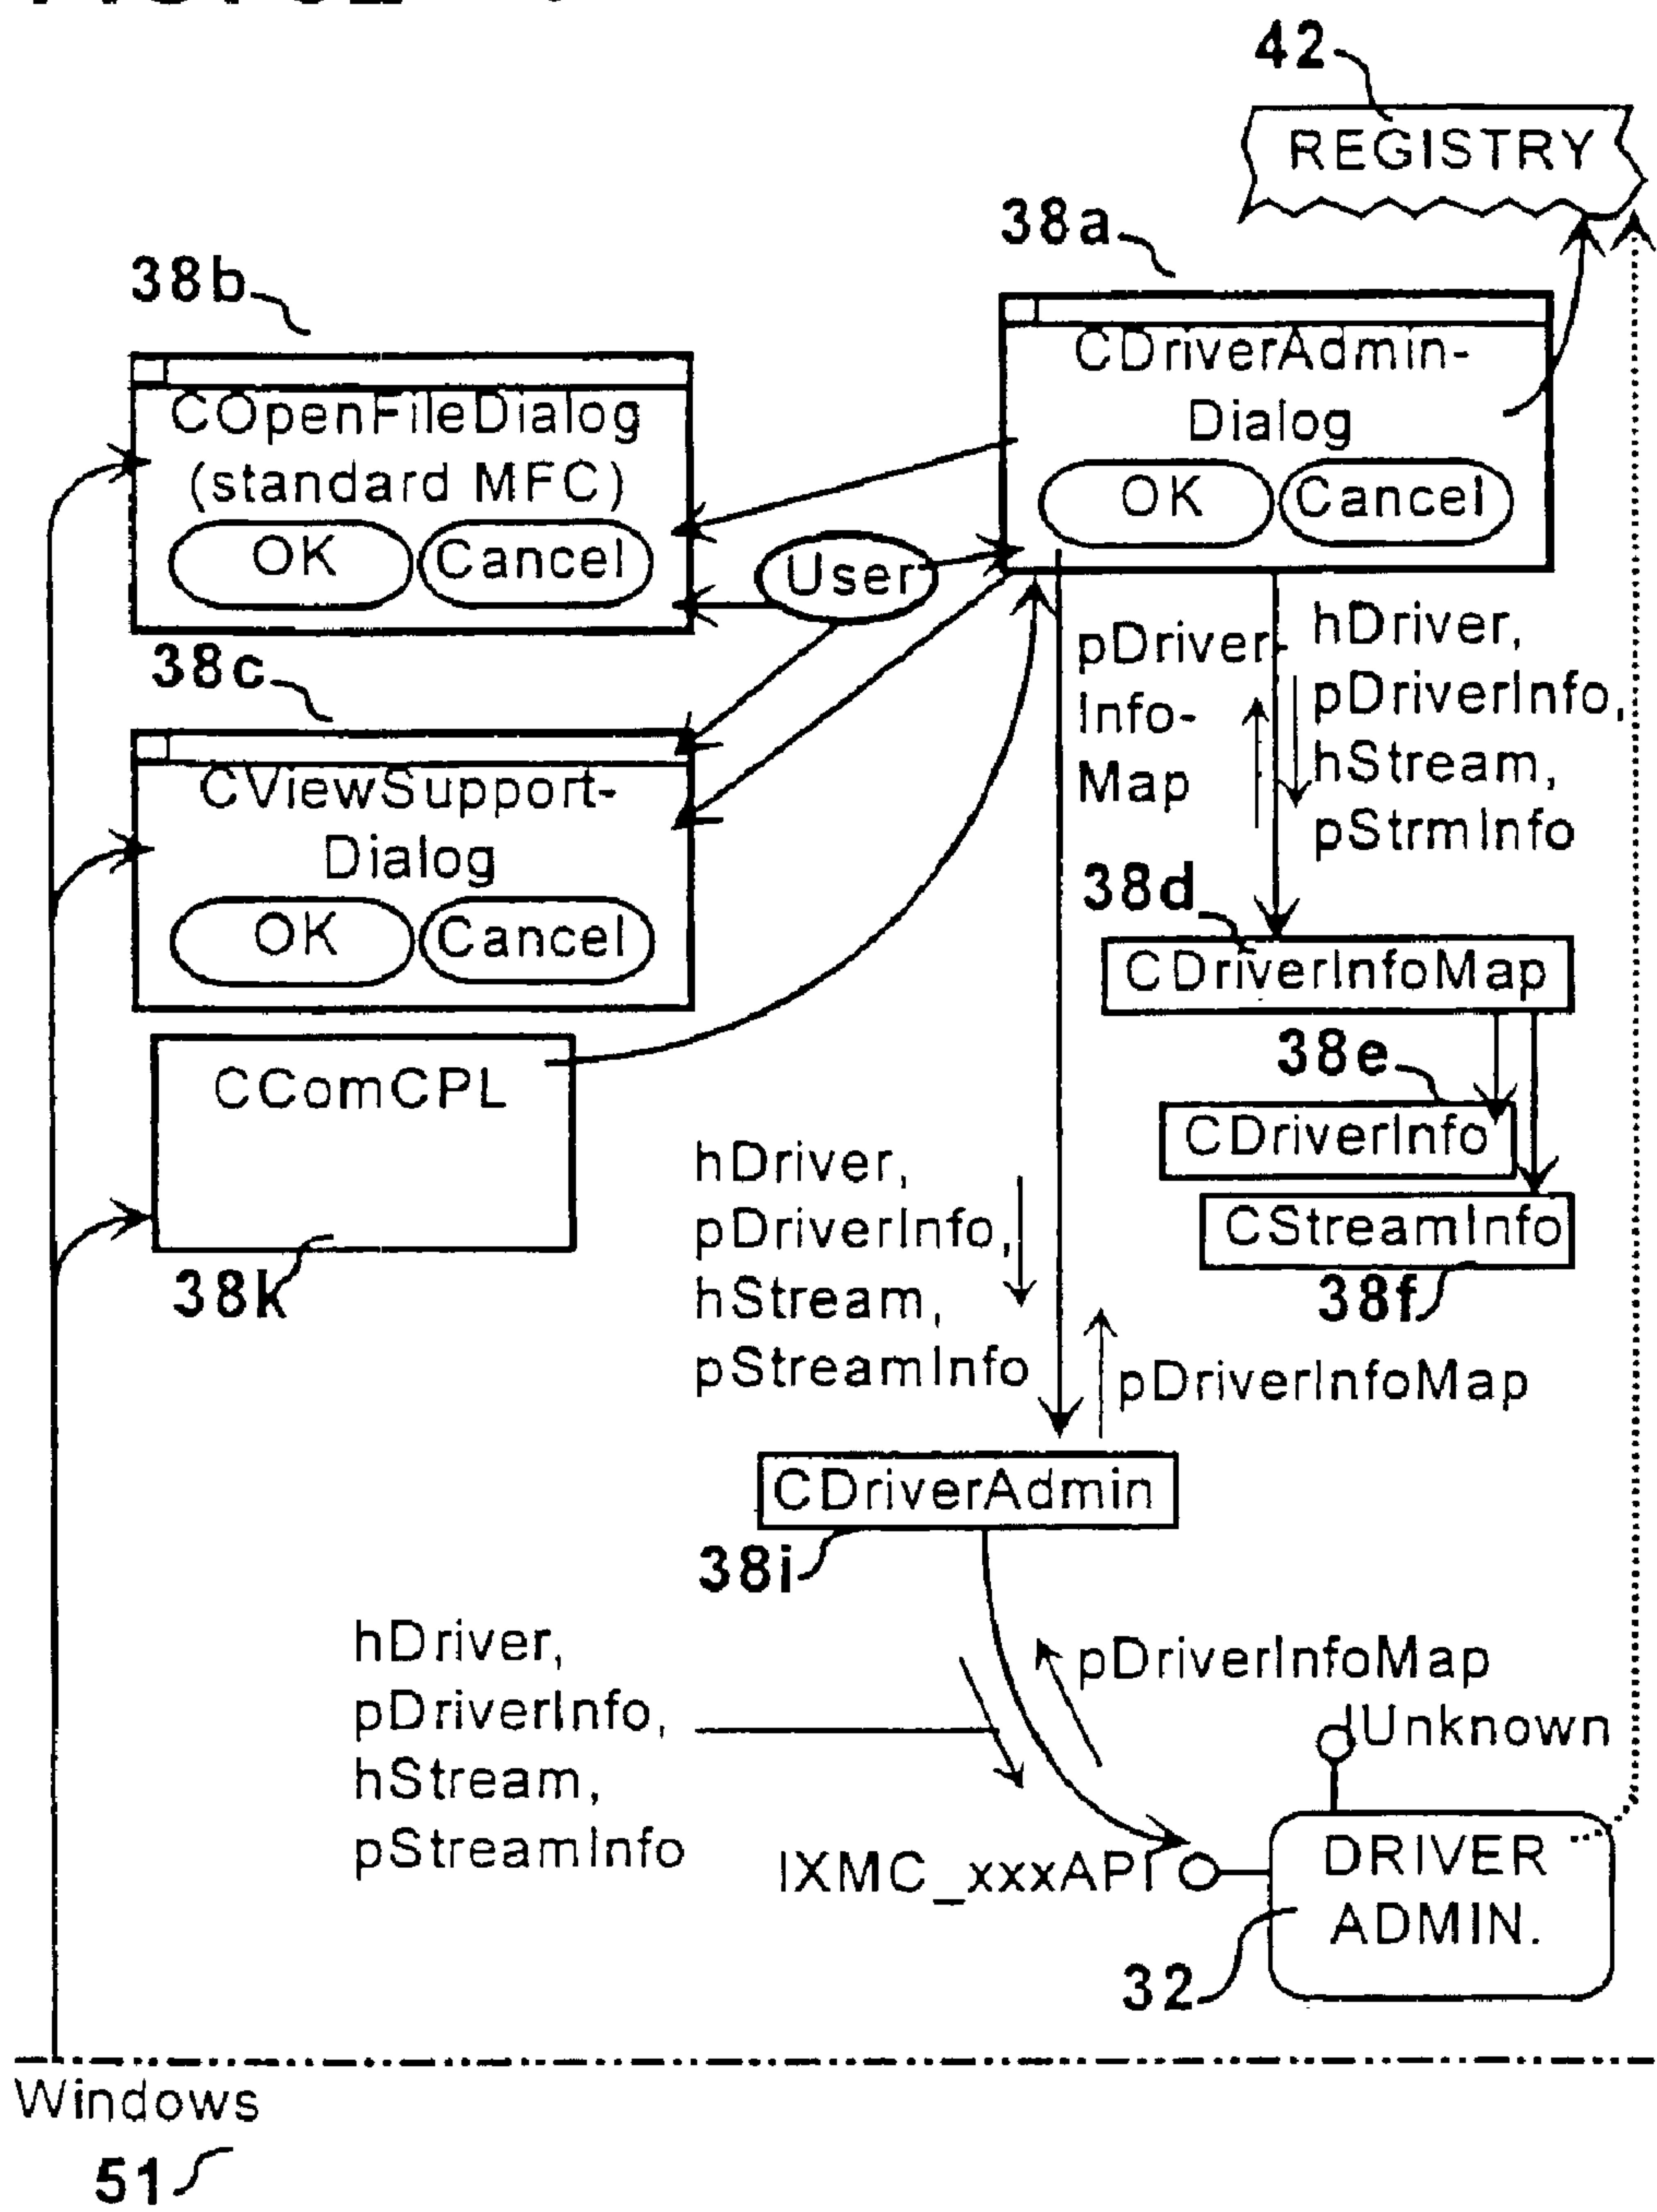 42
REGISTRY
38a
38b
CDriverAdmin-
Dialog
OK
Cancel
COpenFileDialog
(standard MFC)
OK
Cancel
User
38c
CViewSupport-
Dialog
OK
Cancel
pDriver-
Info-
Map
hDriver,
pDriverInfo,
hStream,
pStrmInfo
38d
CDriverInfoMap
38e
CDriverInfo
CStreamInfo
38f
CComCPL
38k
hDriver,
pDriverInfo,
hStream,
pStreamInfo
pDriverInfoMap
CDriverAdmin
38i
hDriver,
pDriverInfo,
hStream,
pStreamInfo
pDriverInfoMap
IUnknown
IXMC_xxxAPI
DRIVER
ADMIN.
32
Windows
51